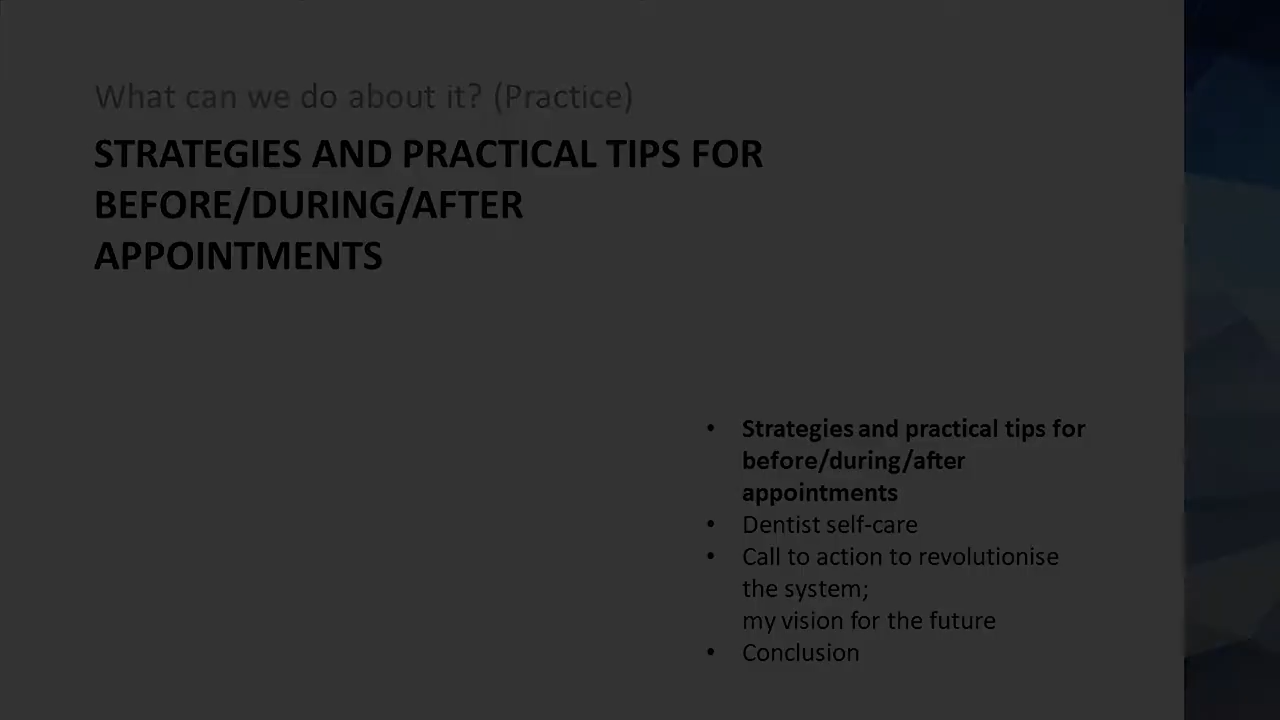 What can we do about it? (Practice)
STRATEGIES AND PRACTICAL TIPS FOR
BEFORE/DURING/AFTER
APPOINTMENTS
• Strategies and practical tips for
before/during/after
appointments
• Dentist self-care
• Call to action to revolutionise
the system;
my vision for the future
• Conclusion